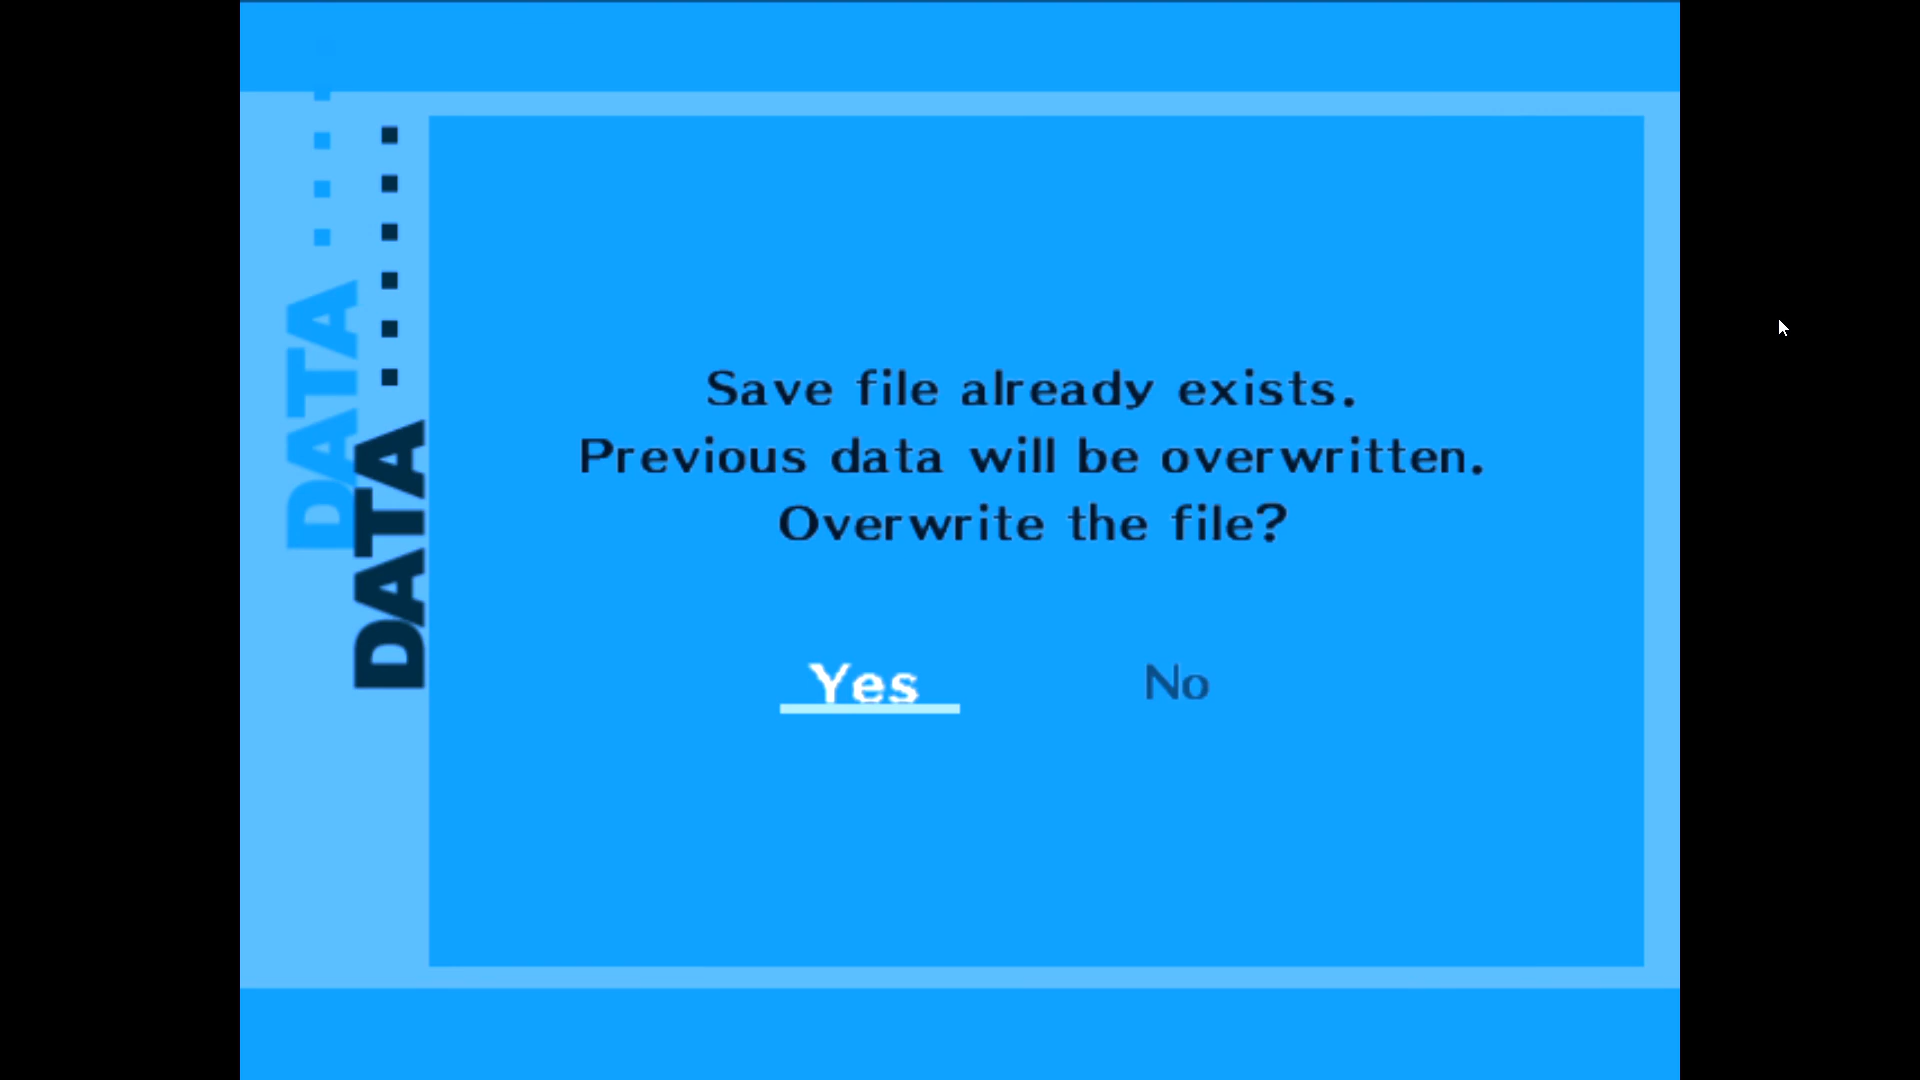 DATA
DATA
Save file already exists.
Previous data will be overwritten.
Overwrite the file?
Yes No